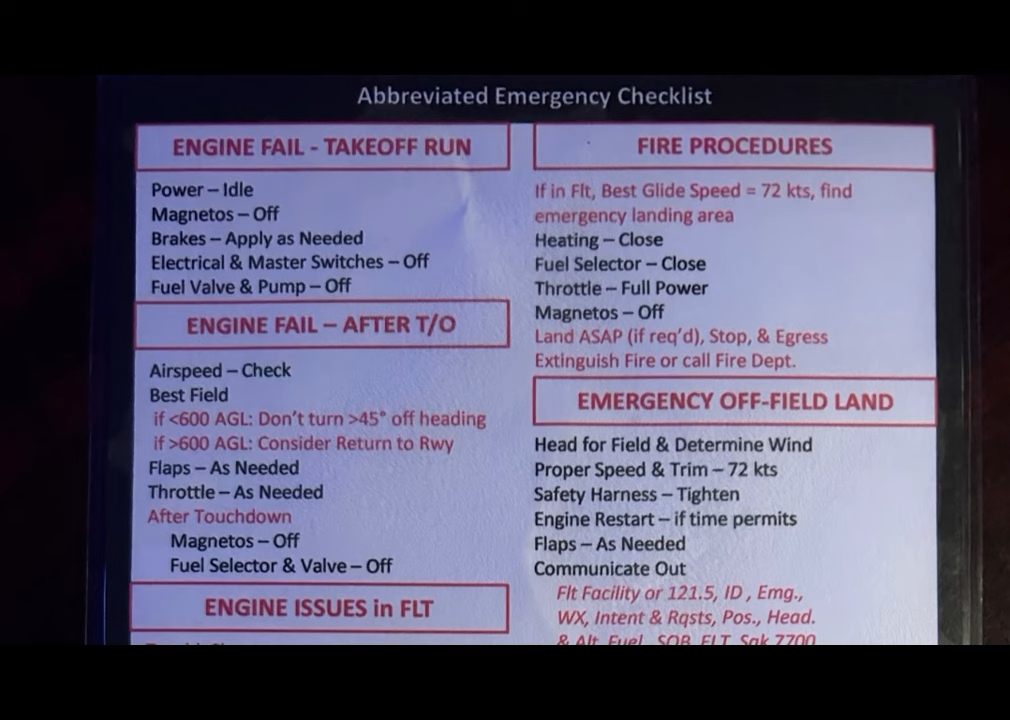 Abbreviated Emergency Checklist
ENGINE FAIL - TAKEOFF RUN
Power – Idle
Magnetos – Off
Brakes – Apply as Needed
Electrical & Master Switches – Off
Fuel Valve & Pump – Off
ENGINE FAIL – AFTER T/O
Airspeed – Check
Best Field
if <600 AGL: Don't turn >45° off heading
if >600 AGL: Consider Return to Rwy
Flaps – As Needed
Throttle – As Needed
After Touchdown
Magnetos – Off
Fuel Selector & Valve – Off
ENGINE ISSUES in FLT
FIRE PROCEDURES
If in Flt, Best Glide Speed = 72 kts, find
emergency landing area
Heating – Close
Fuel Selector – Close
Throttle – Full Power
Magnetos – Off
Land ASAP (if req'd), Stop, & Egress
Extinguish Fire or call Fire Dept.
EMERGENCY OFF-FIELD LAND
Head for Field & Determine Wind
Proper Speed & Trim – 72 kts
Safety Harness – Tighten
Engine Restart – if time permits
Flaps – As Needed
Communicate Out
Flt Facility or 121.5, ID , Emg.,
WX, Intent & Rqsts, Pos., Head.
& Alt, Fuel, SOB, ELT, Sqk 7700